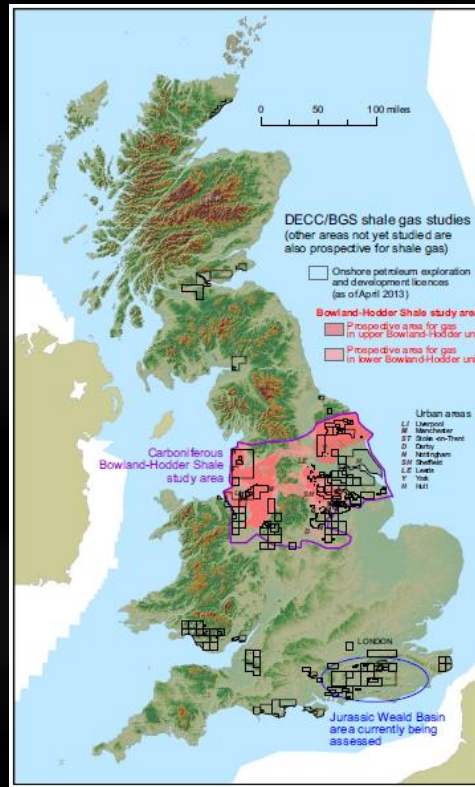 0 50 100 miles
DECC/BGS shale gas studies
(other areas not yet studied are
also prospective for shale gas)
Onshore petroleum exploration
and development licences
(as of April 2013)
Bowland-Hodder Shale study area
Prospective area for gas
in upper Bowland-Hodder uni
Prospective area for gas
in lower Bowland-Hodder uni
Urban areas
LI Liverpool
M Manchester
ST Stoke-on-Trent
D Derby
N Nottingham
SH Sheffield
LE Leeds
Y York
H Hull
Carboniferous
Bowland-Hodder Shale
study area
LE
SH
D
LONDON
Jurassic Weald Basin
area currently being
assessed